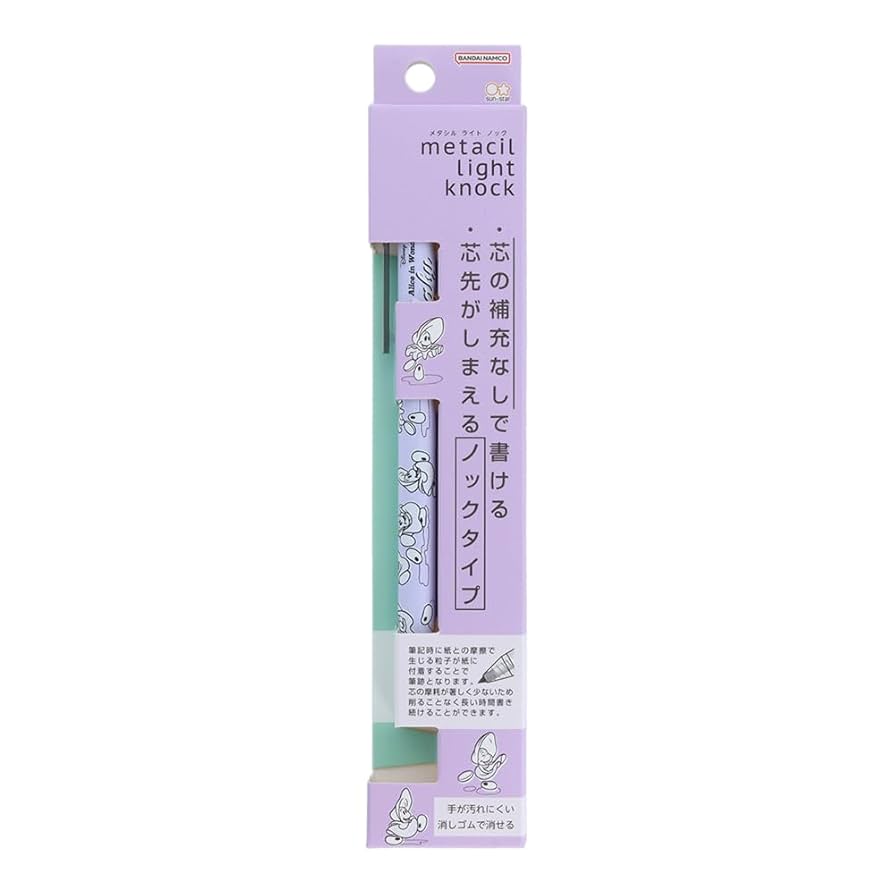 BANDAI NAMCO
sun-star
メタシル ライト ノック
metacil
light
knock
・芯の補充なしで書ける
・芯先がしまえるノックタイプ
Disney
Alice in Wond
筆記時に紙との摩擦で
生じる粒子が紙に
付着することで
筆跡となります。
芯の摩耗が著しく少ないため
削ることなく長い時間書き
続けることができます。
手が汚れにくい
消しゴムで消せる